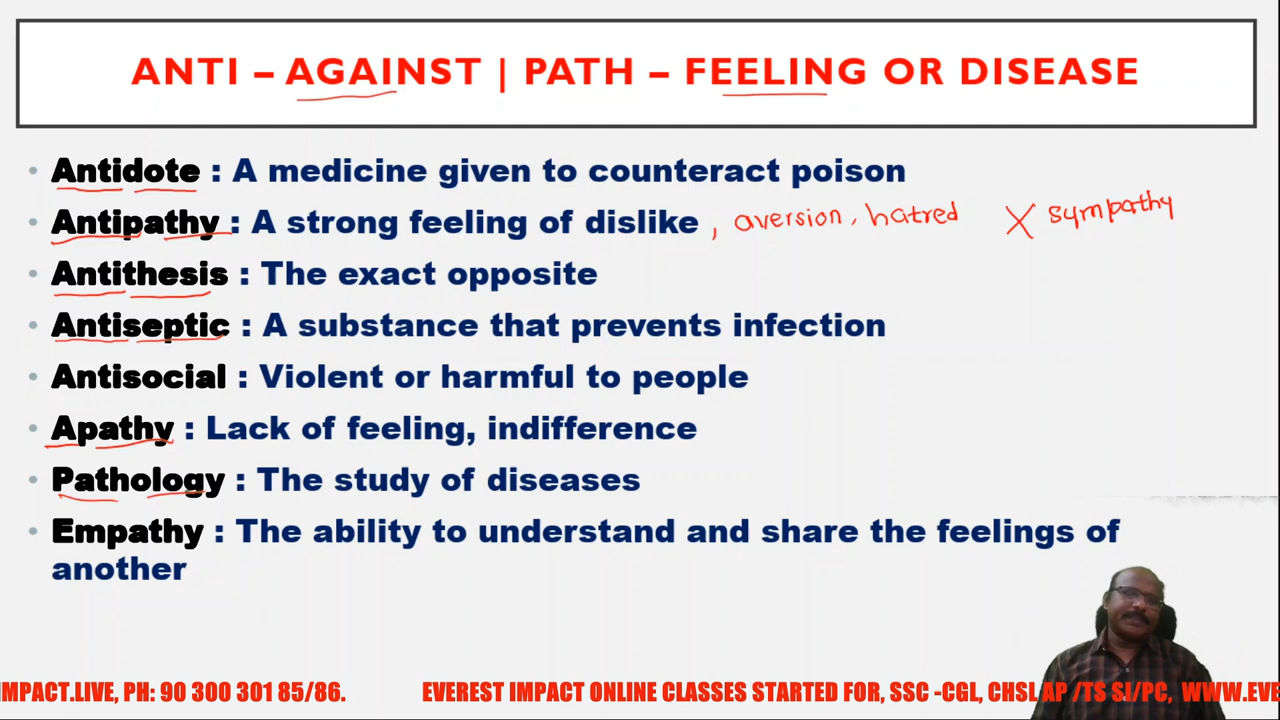 ANTI – AGAINST | PATH – FEELING OR DISEASE
• Antidote : A medicine given to counteract poison
• Antipathy : A strong feeling of dislike , aversion, hatred X sympathy
• Antithesis : The exact opposite
• Antiseptic : A substance that prevents infection
• Antisocial : Violent or harmful to people
• Apathy : Lack of feeling, indifference
• Pathology : The study of diseases
• Empathy : The ability to understand and share the feelings of
another
IMPACT.LIVE, PH: 90 300 301 85/86. EVEREST IMPACT ONLINE CLASSES STARTED FOR, SSC -CGL, CHSL AP /TS SI/PC, WWW.EVE